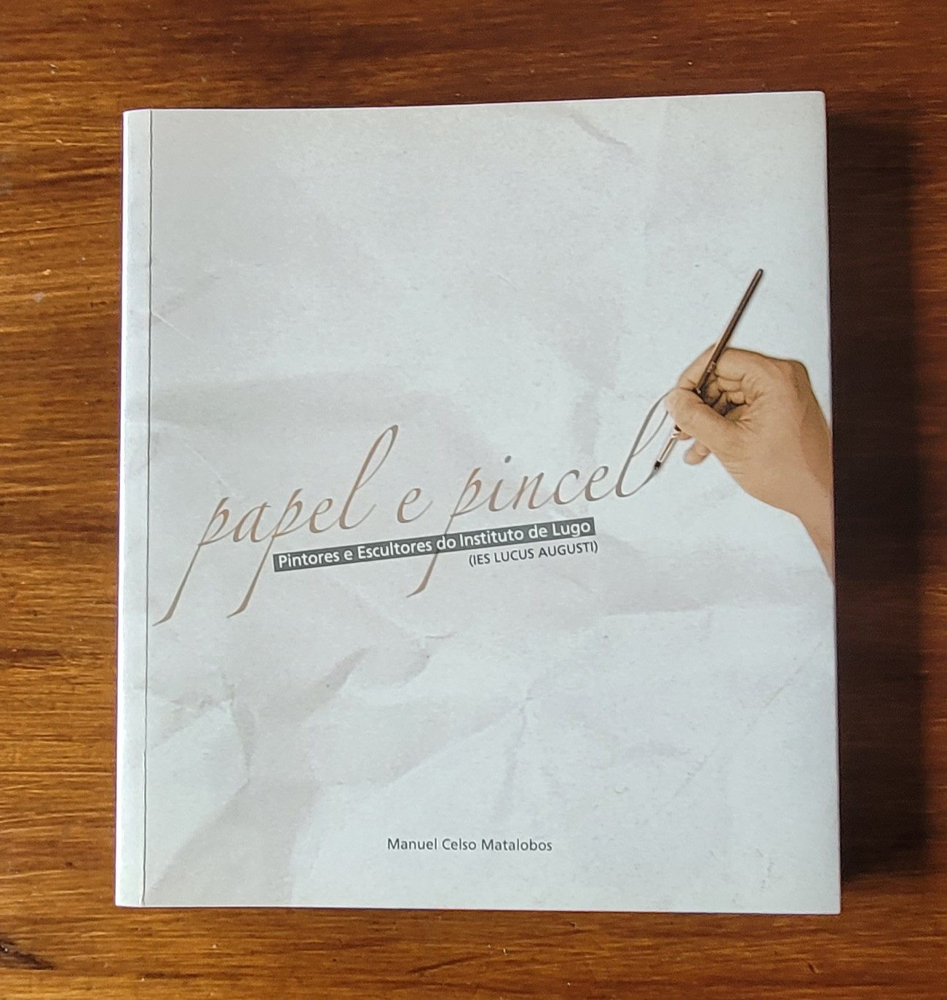 papel e pincel
Pintores e Escultores do Instituto de Lugo
(IES LUCUS AUGUSTI)
Manuel Celso Matalobos